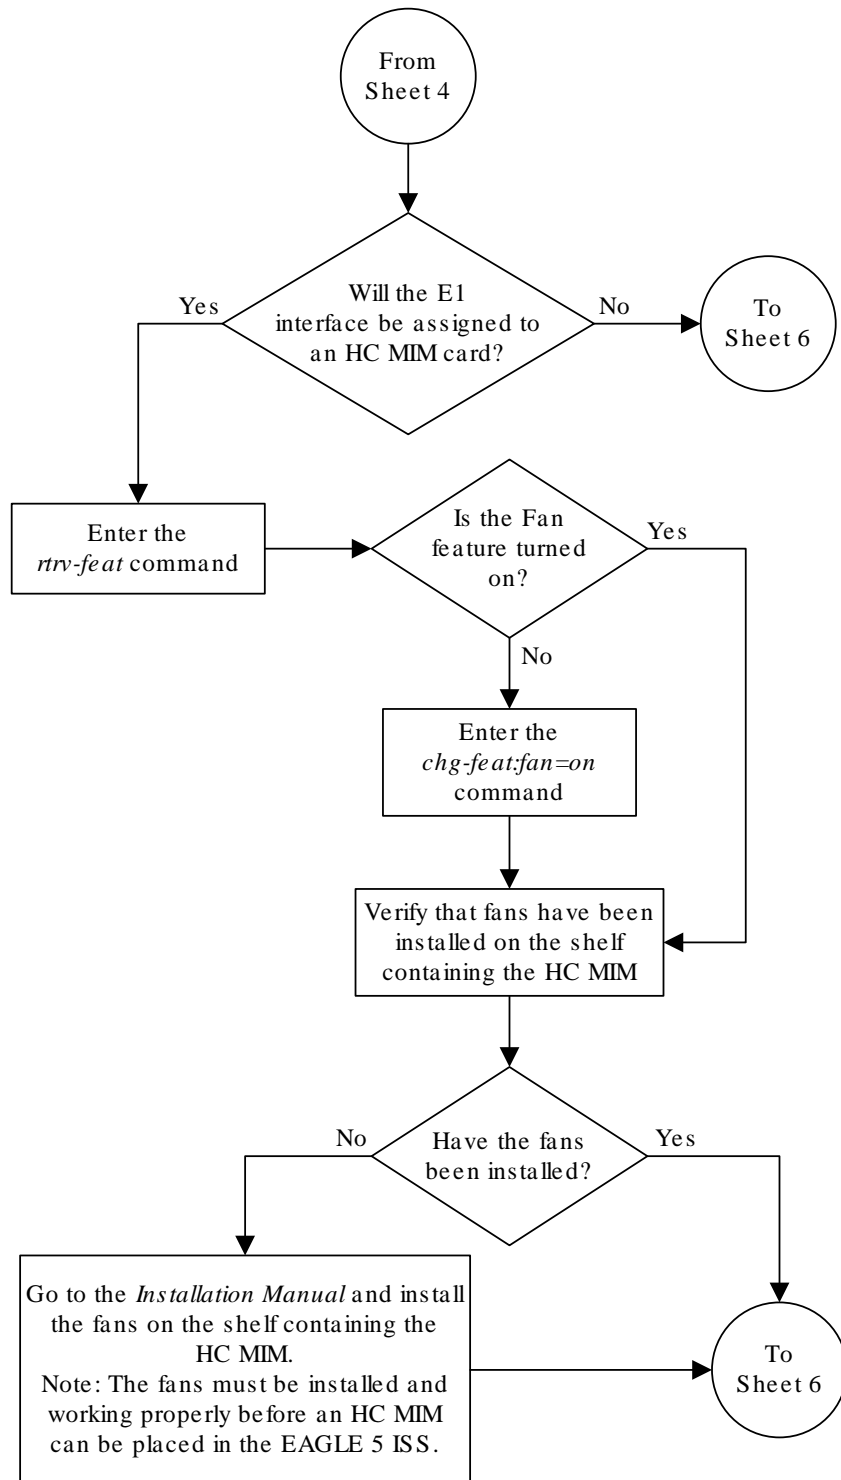 From
Sheet 4
Will the E1
interface be assigned to
an HC MIM card?
Yes
No
To
Sheet 6
Enter the
rtrv-feat command
Is the Fan
feature turned
on?
Yes
No
Enter the
chg-feat:fan=on
command
Verify that fans have been
installed on the shelf
containing the HC MIM
Have the fans
been installed?
No
Yes
Go to the Installation Manual and install
the fans on the shelf containing the
HC MIM.
Note: The fans must be installed and
working properly before an HC MIM
can be placed in the EAGLE 5 ISS.
To
Sheet 6